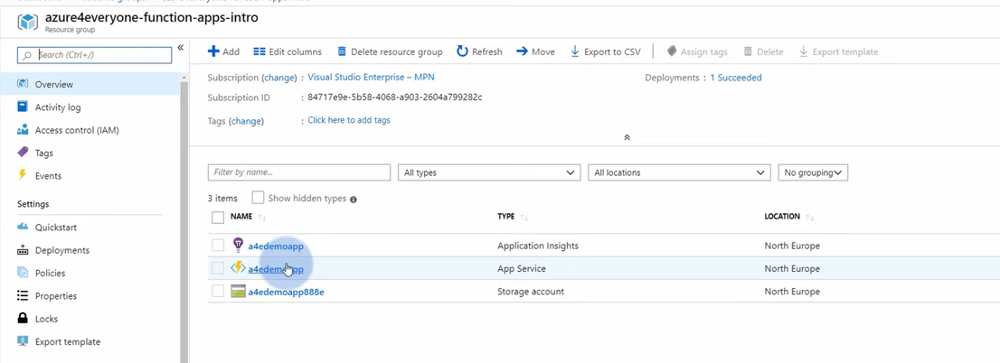 azure4everyone-function-apps-intro
Resource group
Search (Ctrl+/)
«
Add Edit columns Delete resource group Refresh Move Export to CSV Assign tags Delete Export template
Overview
Activity log
Access control (IAM)
Tags
Events
Settings
Quickstart
Deployments
Policies
Properties
Locks
Export template
Subscription (change) : Visual Studio Enterprise – MPN
Deployments : 1 Succeeded
Subscription ID : 84717e9e-5b58-4068-a903-2604a799282c
Tags (change) : Click here to add tags
Filter by name... All types All locations No grouping
3 items Show hidden types
NAME TYPE LOCATION
a4edemoapp Application Insights North Europe
a4edemoapp App Service North Europe
a4edemoapp888e Storage account North Europe